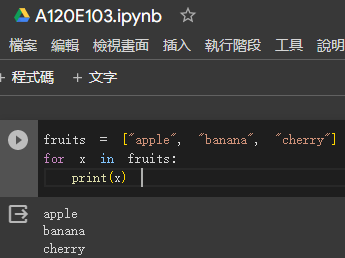 A120E103.ipynb
檔案 編輯 檢視畫面 插入 執行階段 工具 說明
+ 程式碼 + 文字
fruits = ["apple", "banana", "cherry"]
for x in fruits:
print(x)
apple
banana
cherry